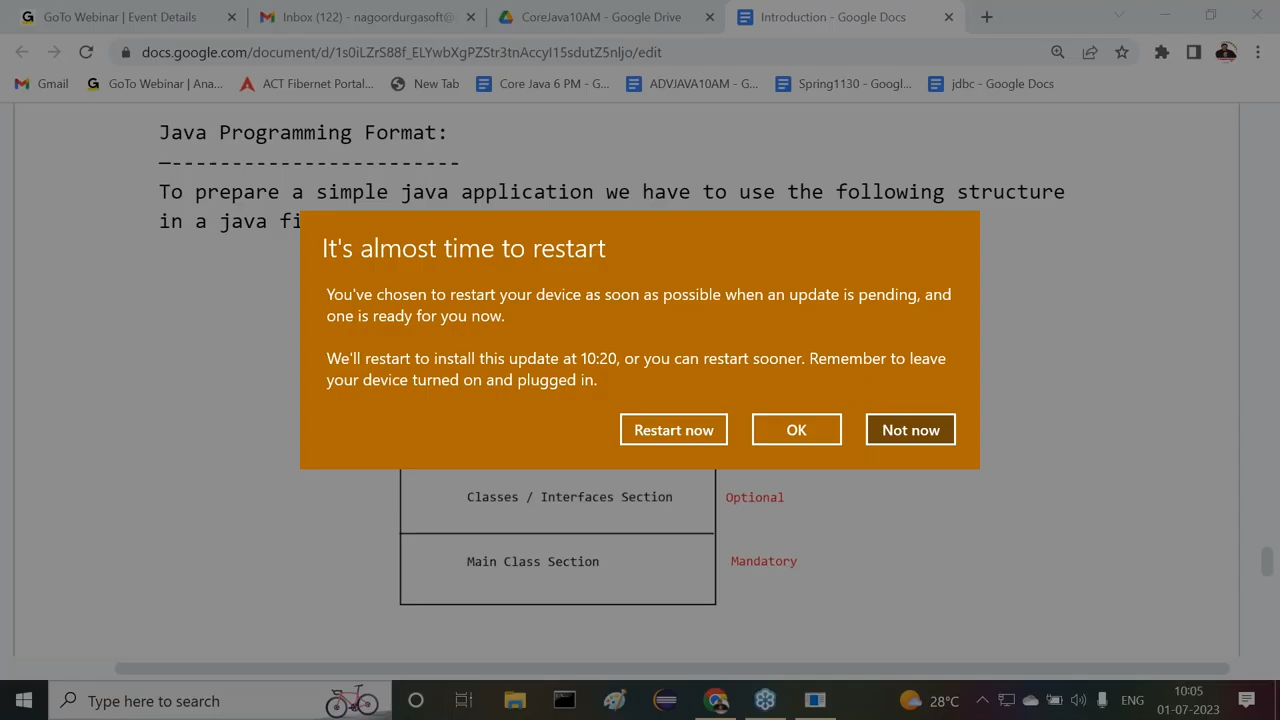 GoTo Webinar | Event Details
Inbox (122) - nagoordurgasoft@
CoreJava10AM - Google Drive
Introduction - Google Docs
docs.google.com/document/d/1s0iLZrS88f_ELYwbXgPZStr3tnAccyI15sdutZ5nljo/edit
Gmail
GoTo Webinar | Ana...
ACT Fibernet Portal...
New Tab
Core Java 6 PM - G...
ADVJAVA10AM - G...
Spring1130 - Googl...
jdbc - Google Docs
Java Programming Format:
—------------------------
To prepare a simple java application we have to use the following structure
in a java fi
It's almost time to restart
You've chosen to restart your device as soon as possible when an update is pending, and
one is ready for you now.
We'll restart to install this update at 10:20, or you can restart sooner. Remember to leave
your device turned on and plugged in.
Restart now
OK
Not now
Classes / Interfaces Section
Optional
Main Class Section
Mandatory
Type here to search
28°C
ENG
10:05
01-07-2023